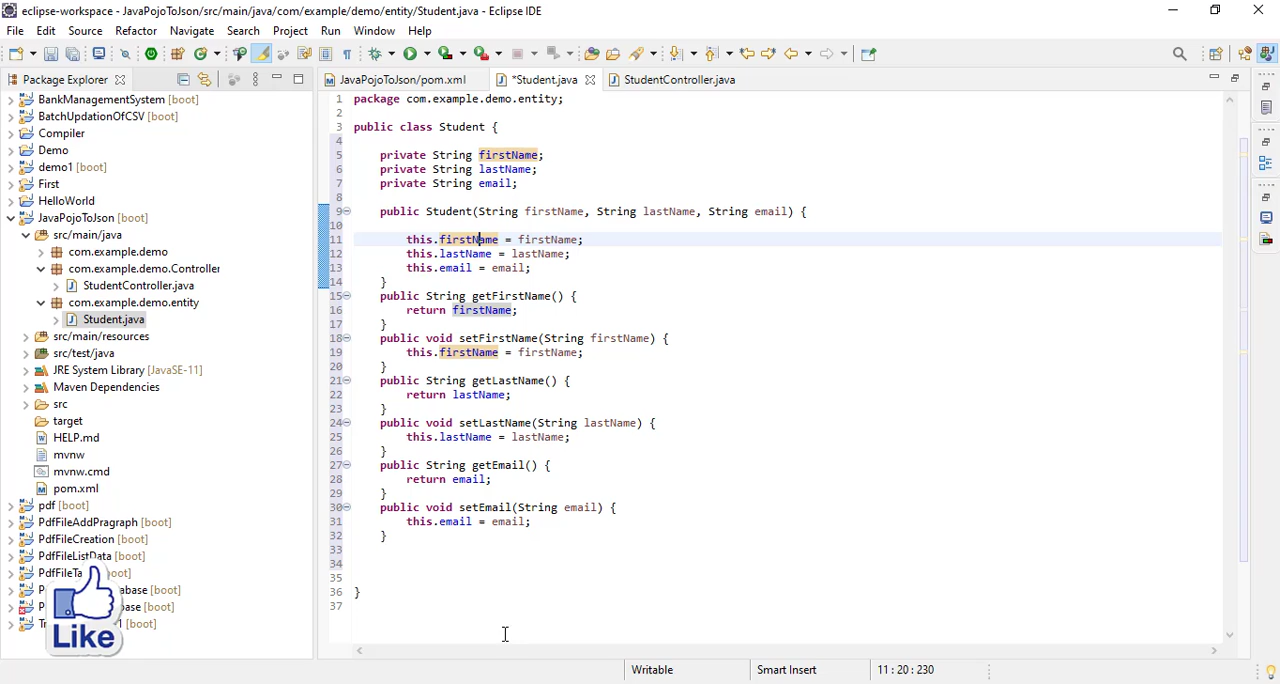 eclipse-workspace - JavaPojoToJson/src/main/java/com/example/demo/entity/Student.java - Eclipse IDE
File Edit Source Refactor Navigate Search Project Run Window Help
Package Explorer
JavaPojoToJson/pom.xml *Student.java StudentController.java
BankManagementSystem [boot]
BatchUpdationOfCSV [boot]
Compiler
Demo
demo1 [boot]
First
HelloWorld
JavaPojoToJson [boot]
src/main/java
com.example.demo
com.example.demo.Controller
StudentController.java
com.example.demo.entity
Student.java
src/main/resources
src/test/java
JRE System Library [JavaSE-11]
Maven Dependencies
src
target
HELP.md
mvnw
mvnw.cmd
pom.xml
pdf [boot]
PdfFileAddPragraph [boot]
PdfFileCreation [boot]
PdfFileListData [boot]
Like
1 package com.example.demo.entity;
2
3 public class Student {
4
5 private String firstName;
6 private String lastName;
7 private String email;
8
9 public Student(String firstName, String lastName, String email) {
10
11 this.firstName = firstName;
12 this.lastName = lastName;
13 this.email = email;
14 }
15 public String getFirstName() {
16 return firstName;
17 }
18 public void setFirstName(String firstName) {
19 this.firstName = firstName;
20 }
21 public String getLastName() {
22 return lastName;
23 }
24 public void setLastName(String lastName) {
25 this.lastName = lastName;
26 }
27 public String getEmail() {
28 return email;
29 }
30 public void setEmail(String email) {
31 this.email = email;
32 }
33
34
35
36 }
37
Writable Smart Insert 11 : 20 : 230